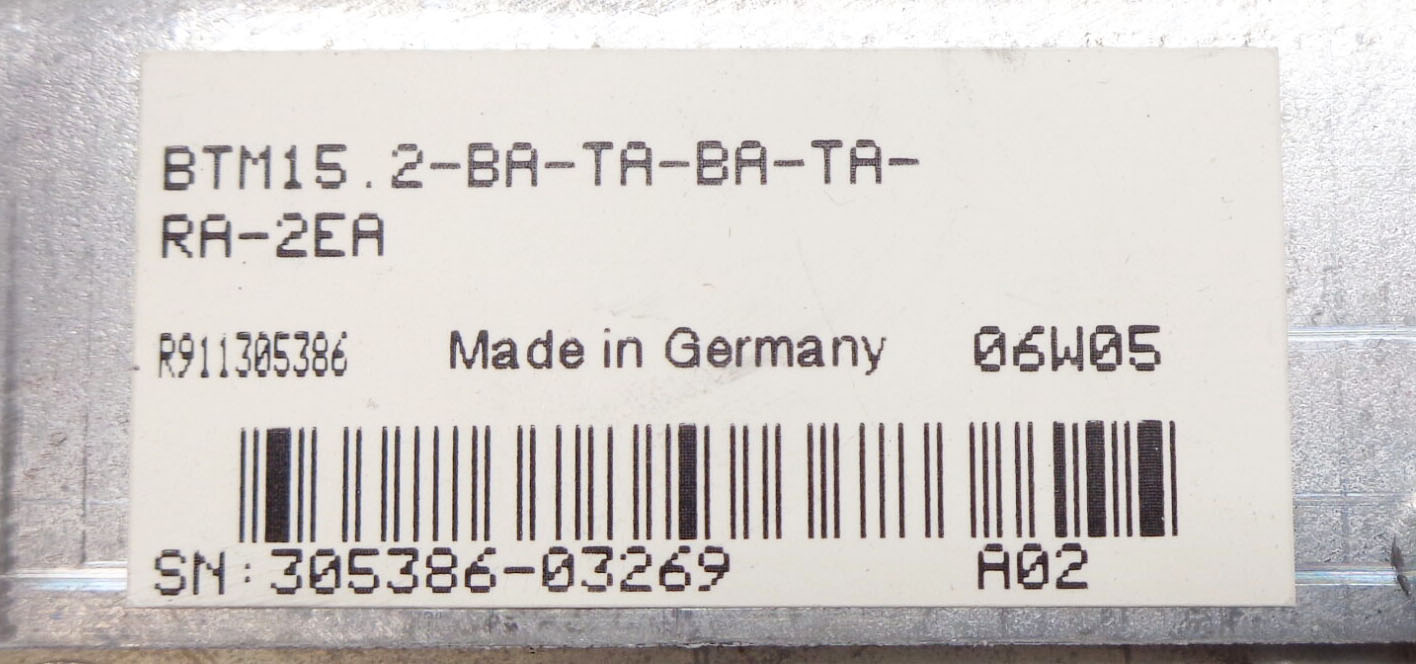 BTM15.2-BA-TA-BA-TA-
RA-2EA
R911305386 Made in Germany 06W05
SN:305386-03269 A02